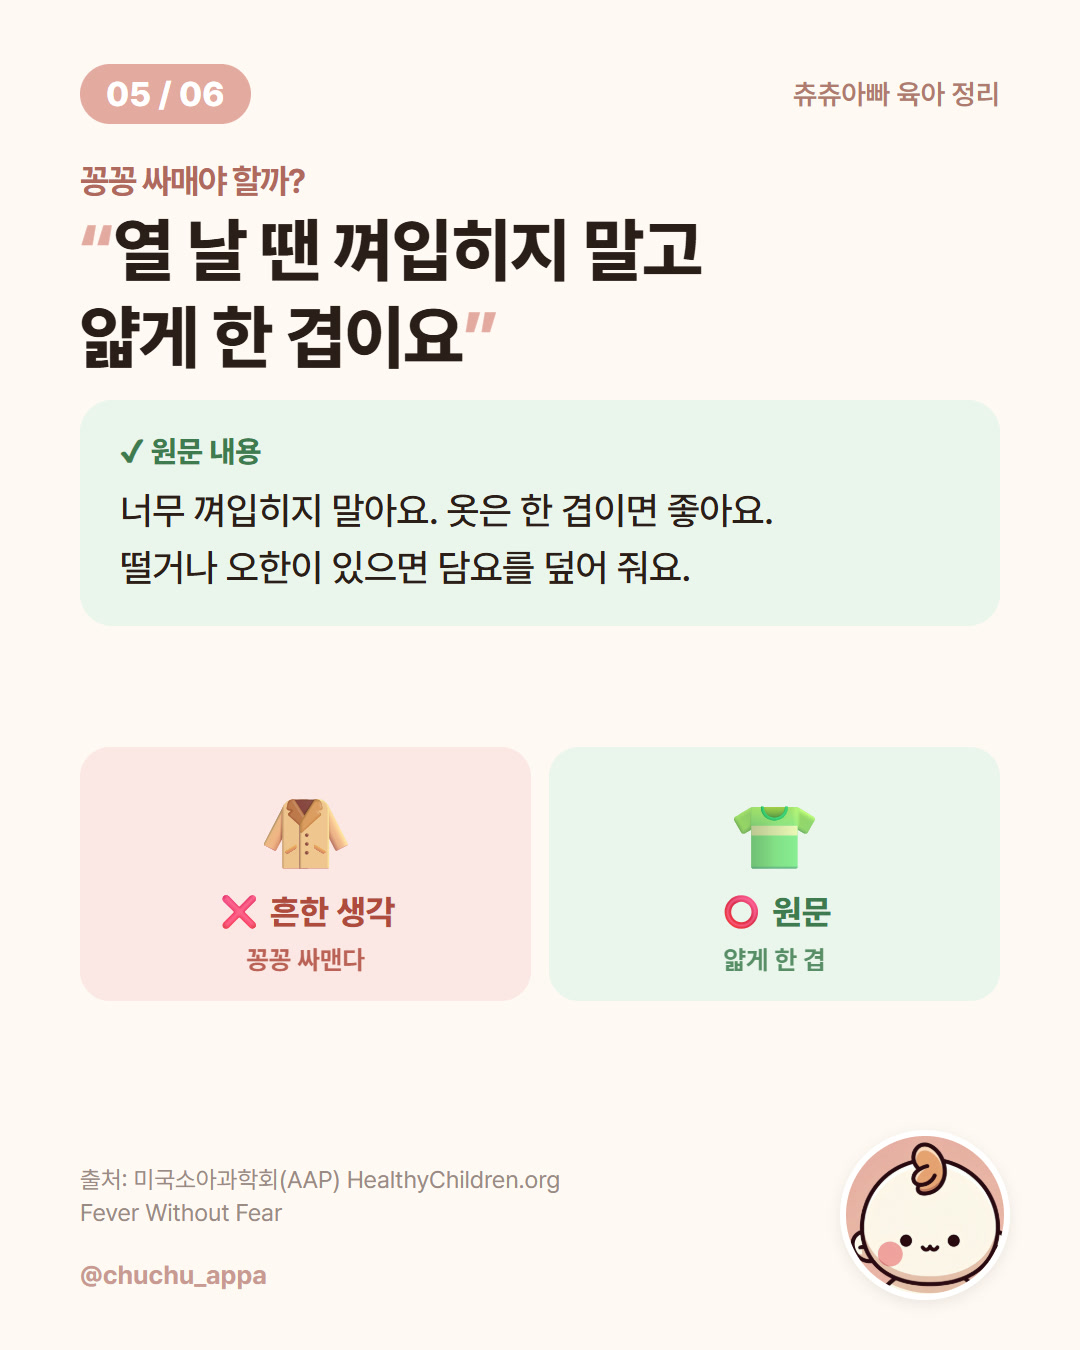 05 / 06
츄츄아빠 육아 정리
꽁꽁 싸매야 할까?
“열 날 땐 껴입히지 말고
얇게 한 겹이요”
✓ 원문 내용
너무 껴입히지 말아요. 옷은 한 겹이면 좋아요.
떨거나 오한이 있으면 담요를 덮어 줘요.
❌ 흔한 생각
꽁꽁 싸맨다
⭕ 원문
얇게 한 겹
출처: 미국소아과학회(AAP) HealthyChildren.org
Fever Without Fear
@chuchu_appa